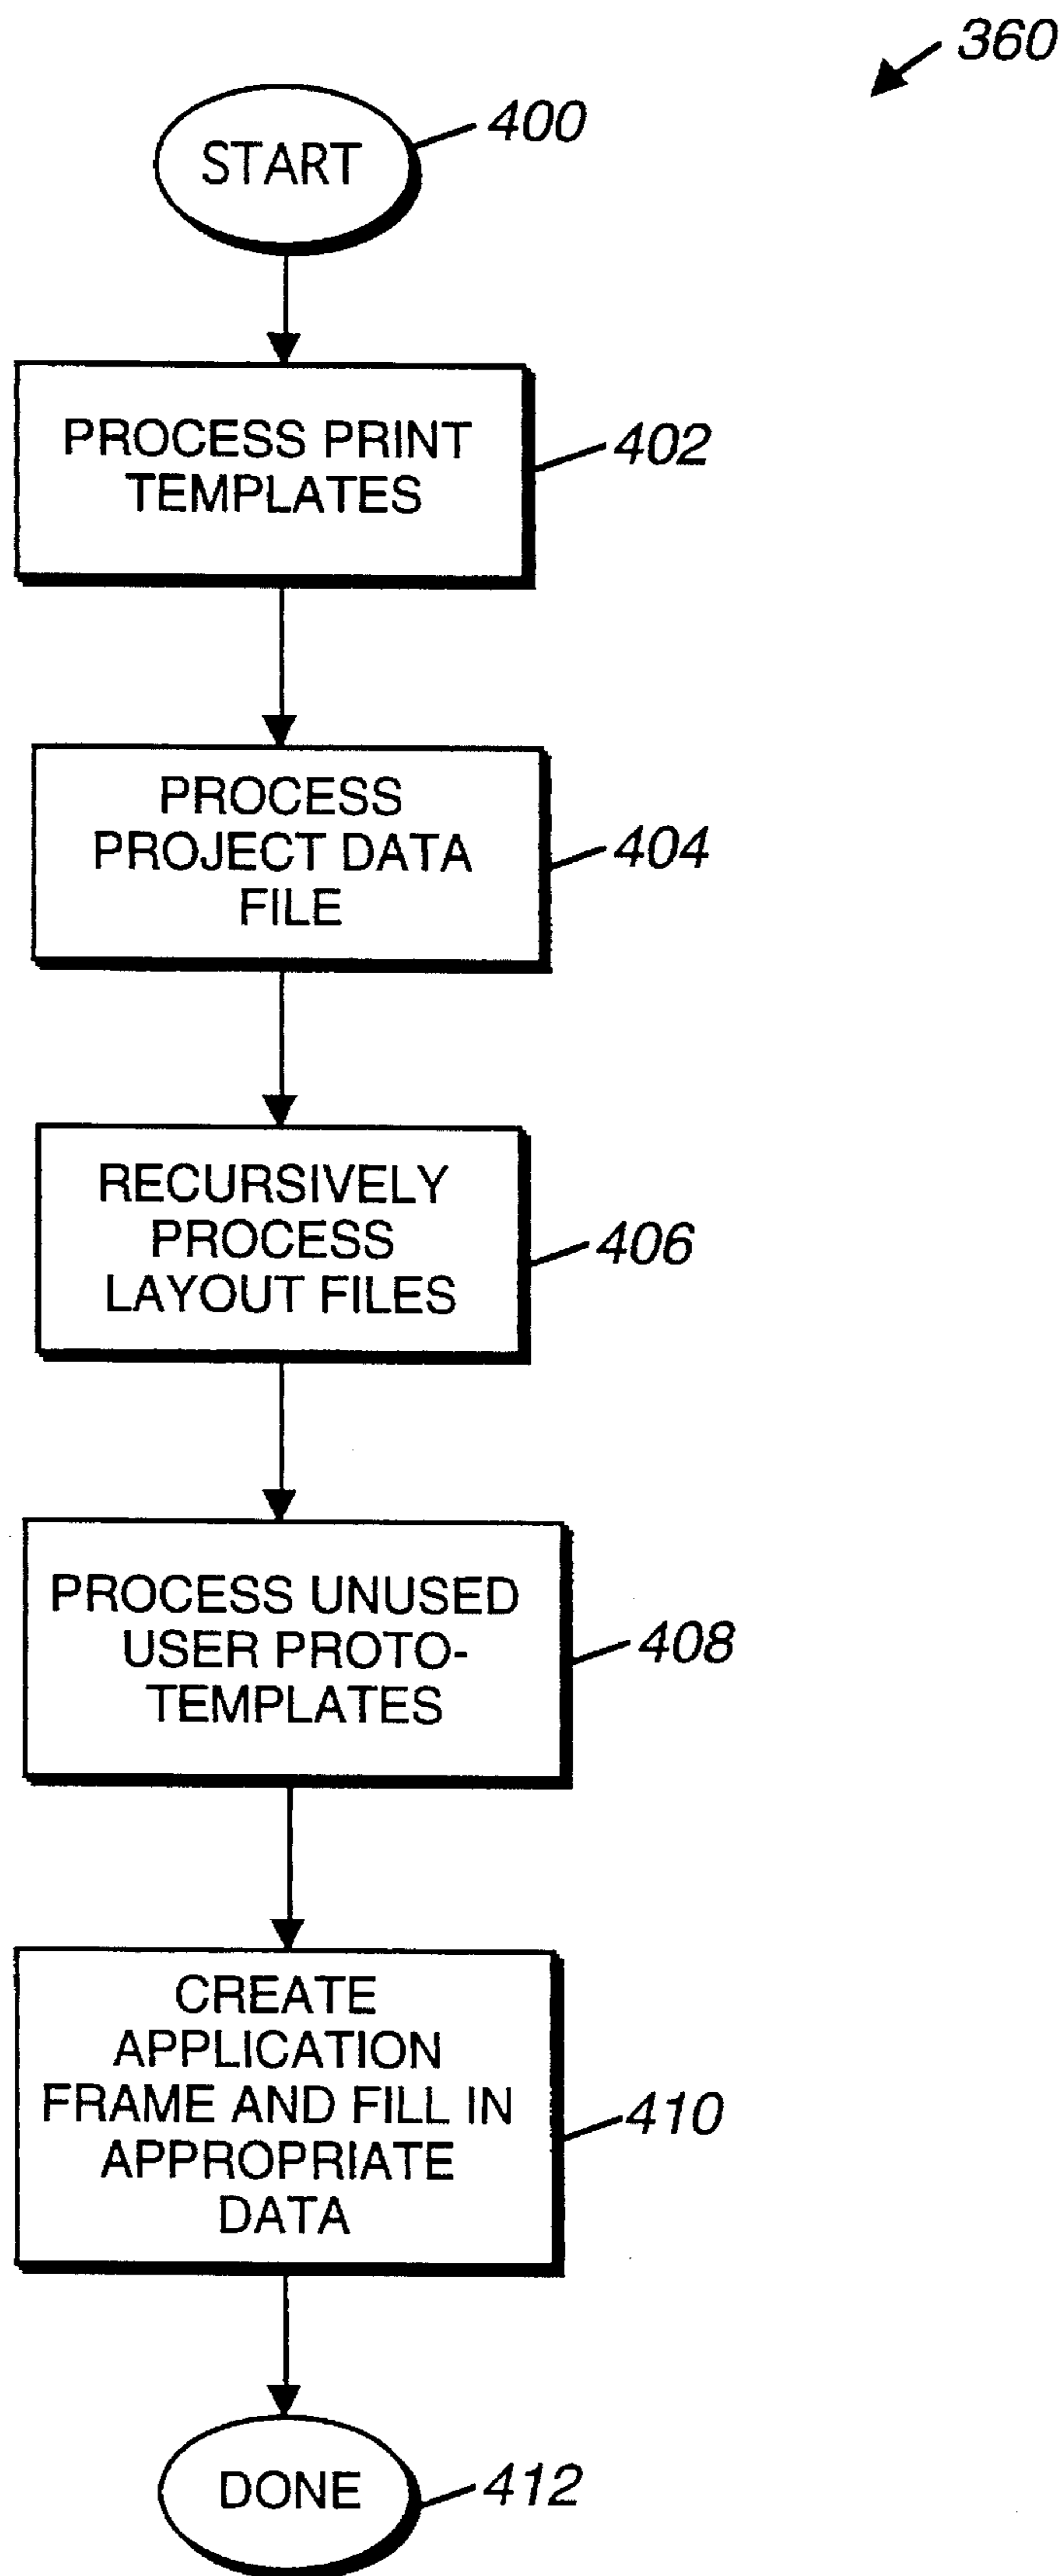 360
START
400
PROCESS PRINT
TEMPLATES
402
PROCESS
PROJECT DATA
FILE
404
RECURSIVELY
PROCESS
LAYOUT FILES
406
PROCESS UNUSED
USER PROTO-
TEMPLATES
408
CREATE
APPLICATION
FRAME AND FILL IN
APPROPRIATE
DATA
410
DONE
412